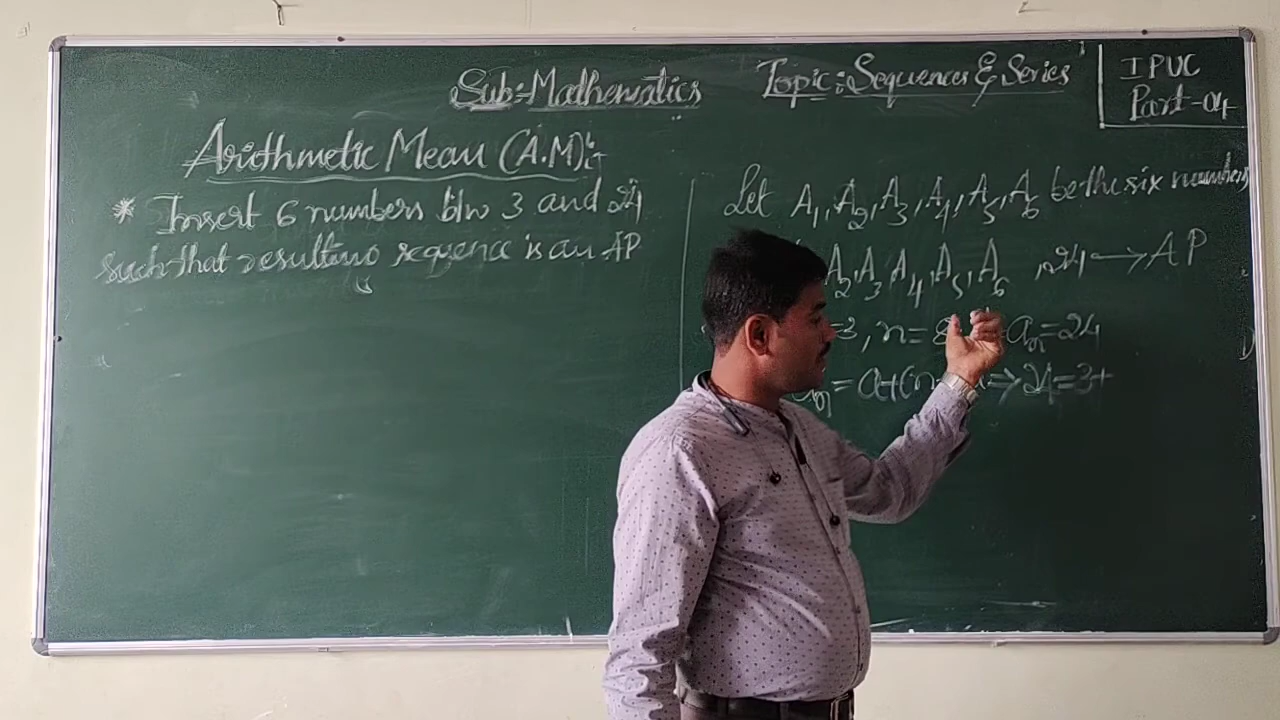 Sub:- Mathematics
Topic:- Sequences & Series
I PUC
Part-04
Arithmetic Mean (A.M):-
* Insert 6 numbers b/w 3 and 24
such that resulting sequence is an AP
Let A1, A2, A3, A4, A5, A6 be the six numbers
A2, A3, A4, A5, A6, 24 → AP
=3, n = 8 an = 24
an = a+(n- ⇒ 24 = 3+